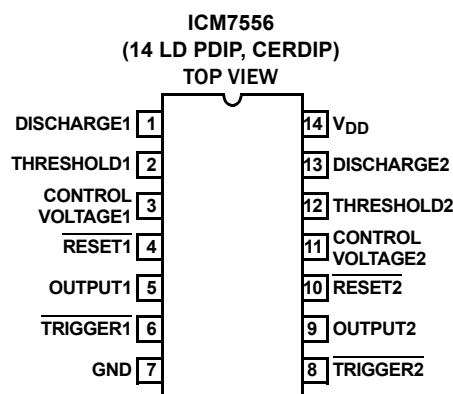 ICM7556
(14 LD PDIP, CERDIP)
TOP VIEW
DISCHARGE1 1
THRESHOLD1 2
CONTROL
VOLTAGE1 3
RESET1 4
OUTPUT1 5
TRIGGER1 6
GND 7
14 VDD
13 DISCHARGE2
12 THRESHOLD2
11 CONTROL
VOLTAGE2
10 RESET2
9 OUTPUT2
8 TRIGGER2